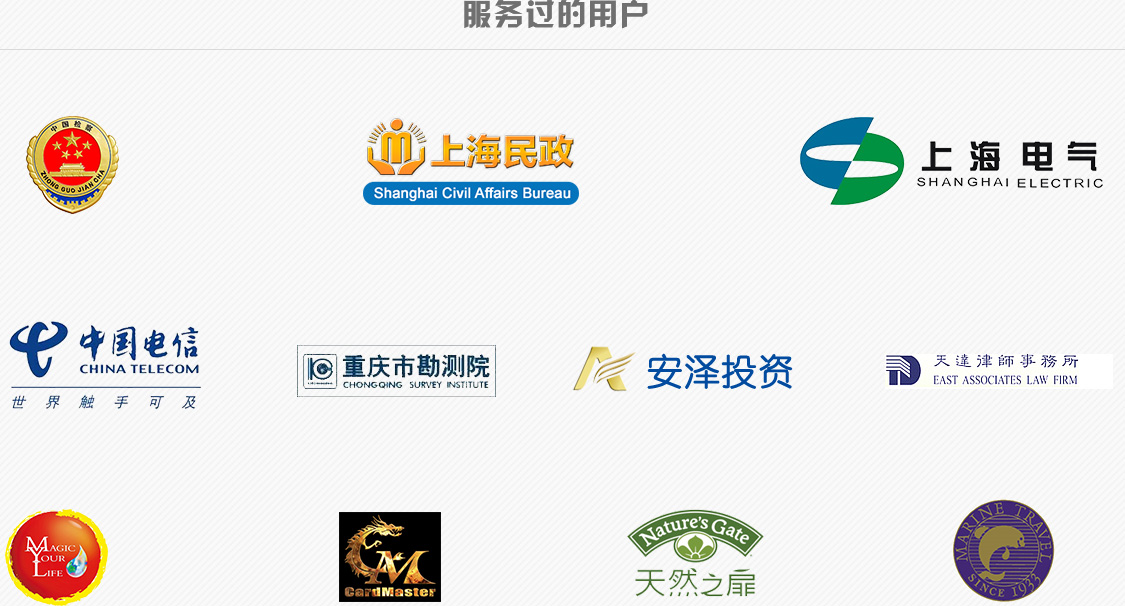 服务过的用户
中国检察
ZHONG GUO JIAN CHA
上海民政
Shanghai Civil Affairs Bureau
上海电气
SHANGHAI ELECTRIC
中国电信
CHINA TELECOM
世界触手可及
重庆市勘测院
CHONGQING SURVEY INSTITUTE
安泽投资
天達律師事務所
EAST ASSOCIATES LAW FIRM
MAGIC
YOUR
LIFE
CM
CardMaster
Nature's Gate
天然之扉
MARINE TRAVEL
SINCE 1933